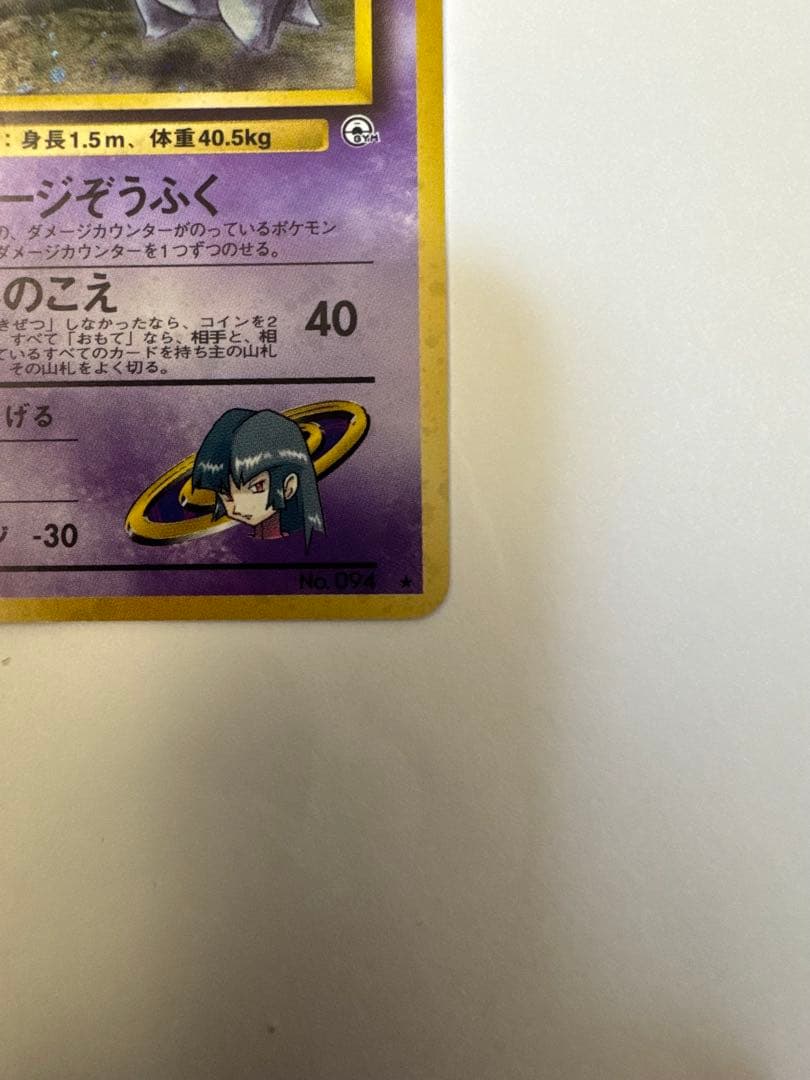 : 身長1.5m、体重40.5kg
GYM
ージぞうふく
の、ダメージカウンターがのっているポケモン
ダメージカウンターを1つずつのせる。
のこえ
40
きぜつ」しなかったなら、コインを2
すべて「おもて」なら、相手と、相
ているすべてのカードを持ち主の山札
、その山札をよく切る。
げる
ジ -30
No. 094 ★